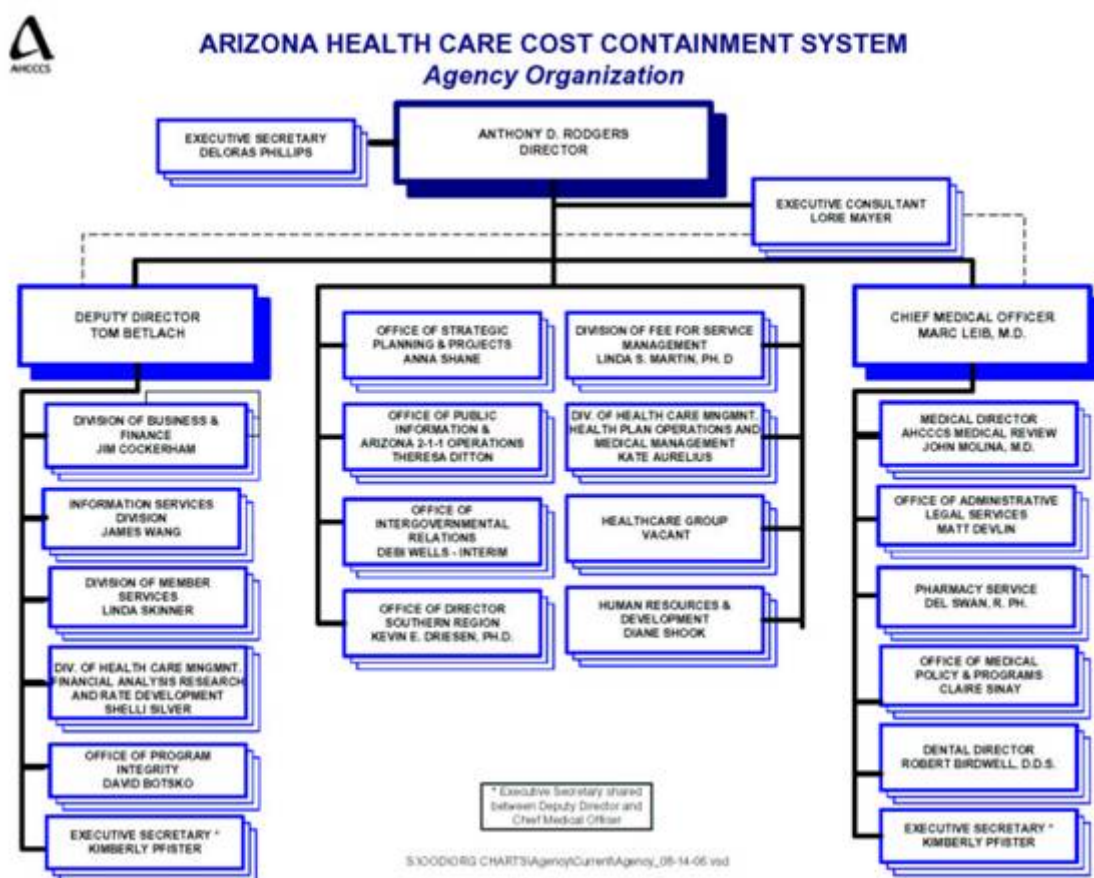 AHCCCS
ARIZONA HEALTH CARE COST CONTAINMENT SYSTEM
Agency Organization
EXECUTIVE SECRETARY
DELORAS PHILLIPS
ANTHONY D. RODGERS
DIRECTOR
EXECUTIVE CONSULTANT
LORIE MAYER
DEPUTY DIRECTOR
TOM BETLACH
DIVISION OF BUSINESS &
FINANCE
JIM COCKERHAM
INFORMATION SERVICES
DIVISION
JAMES WANG
DIVISION OF MEMBER
SERVICES
LINDA SKINNER
DIV. OF HEALTH CARE MNGMNT.
FINANCIAL ANALYSIS RESEARCH
AND RATE DEVELOPMENT
SHELLI SILVER
OFFICE OF PROGRAM
INTEGRITY
DAVID BOTSKO
EXECUTIVE SECRETARY *
KIMBERLY PFISTER
OFFICE OF STRATEGIC
PLANNING & PROJECTS
ANNA SHANE
OFFICE OF PUBLIC
INFORMATION &
ARIZONA 2-1-1 OPERATIONS
THERESA DITTON
OFFICE OF
INTERGOVERNMENTAL
RELATIONS
DEBI WELLS - INTERIM
OFFICE OF DIRECTOR
SOUTHERN REGION
KEVIN E. DRIESEN, PH.D.
DIVISION OF FEE FOR SERVICE
MANAGEMENT
LINDA S. MARTIN, PH. D
DIV. OF HEALTH CARE MNGMNT.
HEALTH PLAN OPERATIONS AND
MEDICAL MANAGEMENT
KATE AURELIUS
HEALTHCARE GROUP
VACANT
HUMAN RESOURCES &
DEVELOPMENT
DIANE SHOOK
CHIEF MEDICAL OFFICER
MARC LEIB, M.D.
MEDICAL DIRECTOR
AHCCCS MEDICAL REVIEW
JOHN MOLINA, M.D.
OFFICE OF ADMINISTRATIVE
LEGAL SERVICES
MATT DEVLIN
PHARMACY SERVICE
DEL SWAN, R. PH.
OFFICE OF MEDICAL
POLICY & PROGRAMS
CLAIRE SINAY
DENTAL DIRECTOR
ROBERT BIRDWELL, D.D.S.
EXECUTIVE SECRETARY *
KIMBERLY PFISTER
* Executive Secretary shared
between Deputy Director and
Chief Medical Officer
S:\OOD\ORG CHARTS\Agency\Current\Agency_08-14-06.vsd